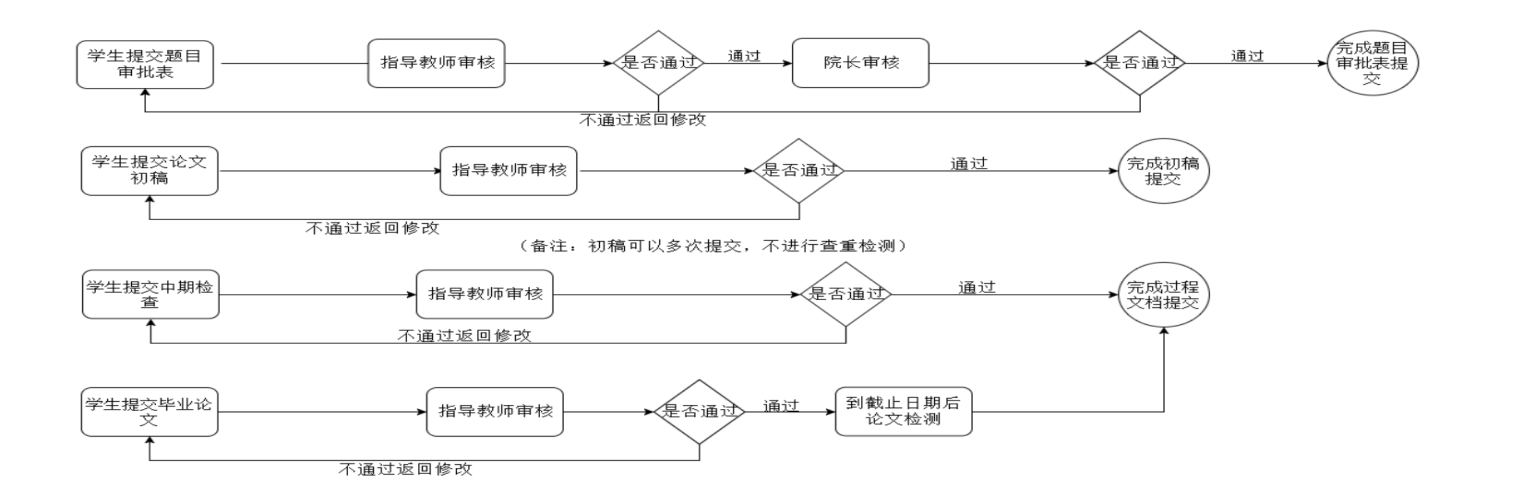 学生提交题目
审批表
指导教师审核
是否通过
通过
院长审核
是否通过
通过
完成题目
审批表提
交
不通过返回修改
学生提交论文
初稿
指导教师审核
是否通过
通过
完成初稿
提交
不通过返回修改
（备注：初稿可以多次提交，不进行查重检测）
学生提交中期检
查
指导教师审核
是否通过
通过
完成过程
文档提交
不通过返回修改
学生提交毕业论
文
指导教师审核
是否通过
通过
到截止日期后
论文检测
不通过返回修改